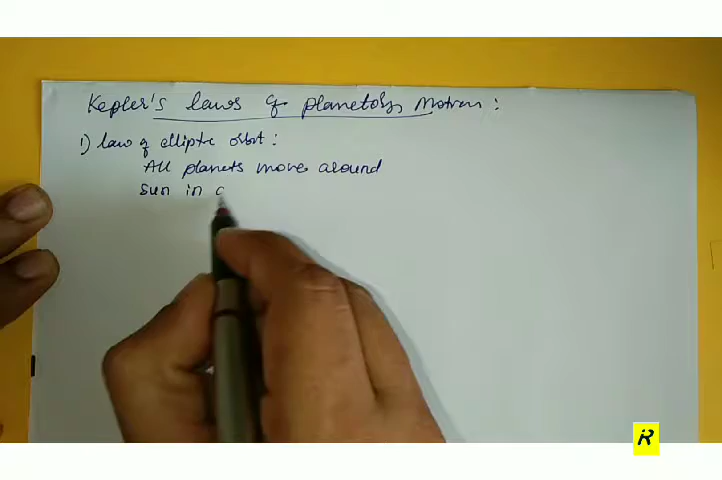 Kepler's laws of planetory Motion :
1) law of elliptic orbit :
All planets move around
Sun in
R